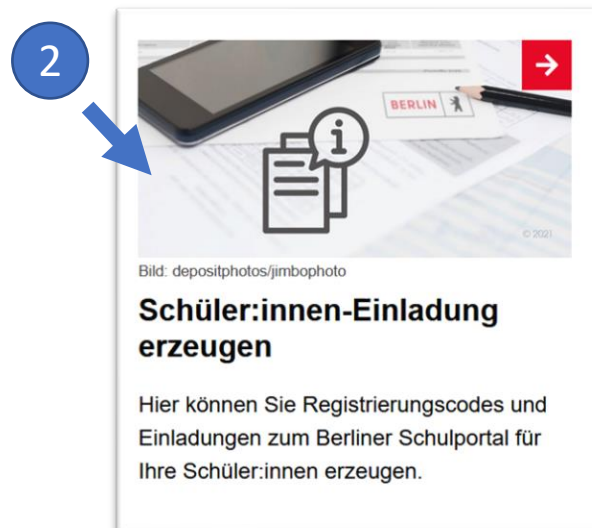 2
BERLIN
i
© 2021
Bild: depositphotos/jimbophoto
Schüler:innen-Einladung
erzeugen
Hier können Sie Registrierungscodes und
Einladungen zum Berliner Schulportal für
Ihre Schüler:innen erzeugen.